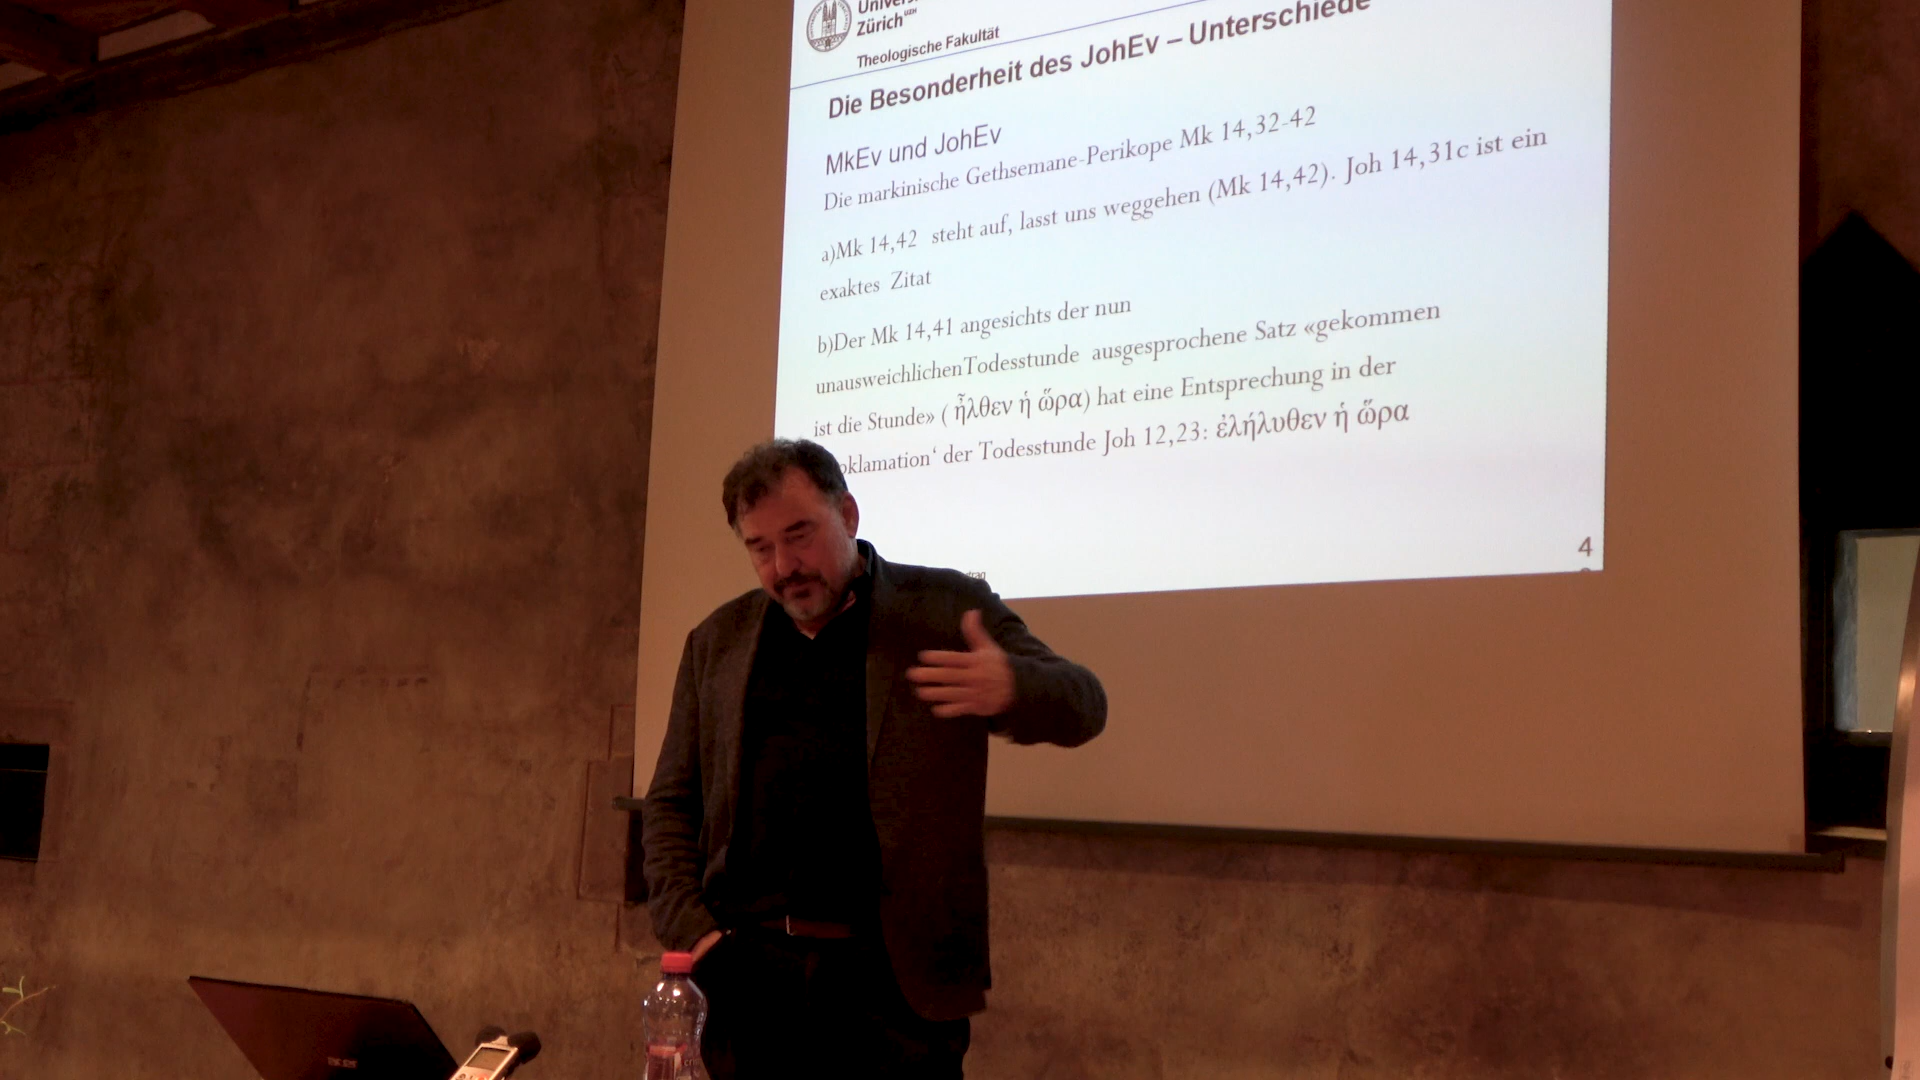 Zürich UZH
Theologische Fakultät
Die Besonderheit des JohEv – Unterschiede
MkEv und JohEv
Die markinische Gethsemane-Perikope Mk 14,32-42
a)Mk 14,42 steht auf, lasst uns weggehen (Mk 14,42). Joh 14,31c ist ein
exaktes Zitat
b)Der Mk 14,41 angesichts der nun
unausweichlichenTodesstunde ausgesprochene Satz «gekommen
ist die Stunde» ( ἦλθεν ἡ ὥρα) hat eine Entsprechung in der
oklamation‘ der Todesstunde Joh 12,23: ἐλήλυθεν ἡ ὥρα
4